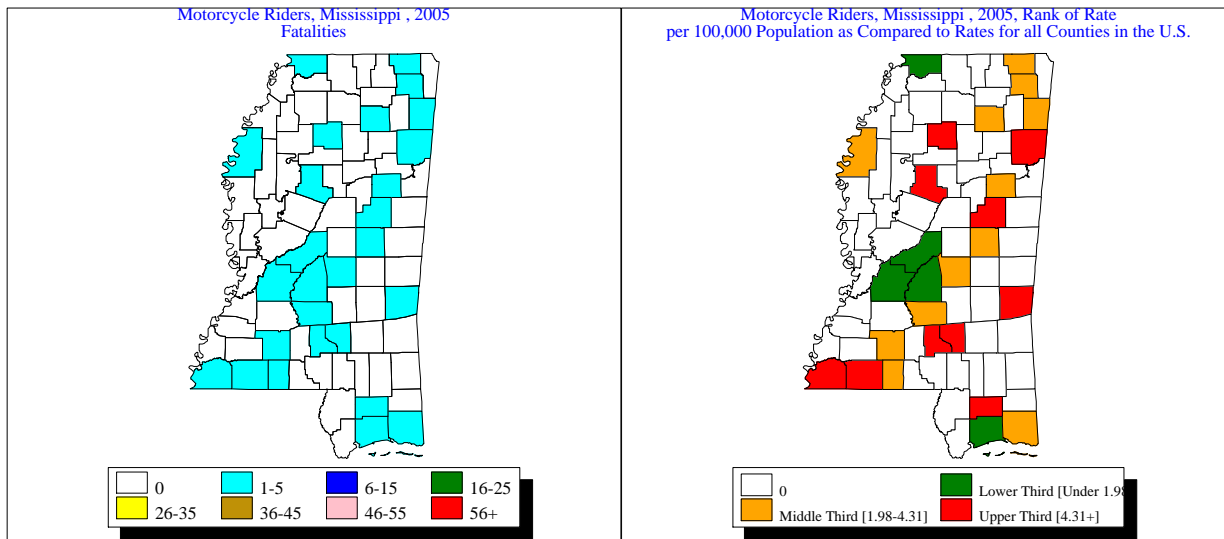 Motorcycle Riders, Mississippi , 2005
Fatalities
0
1-5
6-15
16-25
26-35
36-45
46-55
56+
Motorcycle Riders, Mississippi , 2005, Rank of Rate
per 100,000 Population as Compared to Rates for all Counties in the U.S.
0
Lower Third [Under 1.98
Middle Third [1.98-4.31]
Upper Third [4.31+]